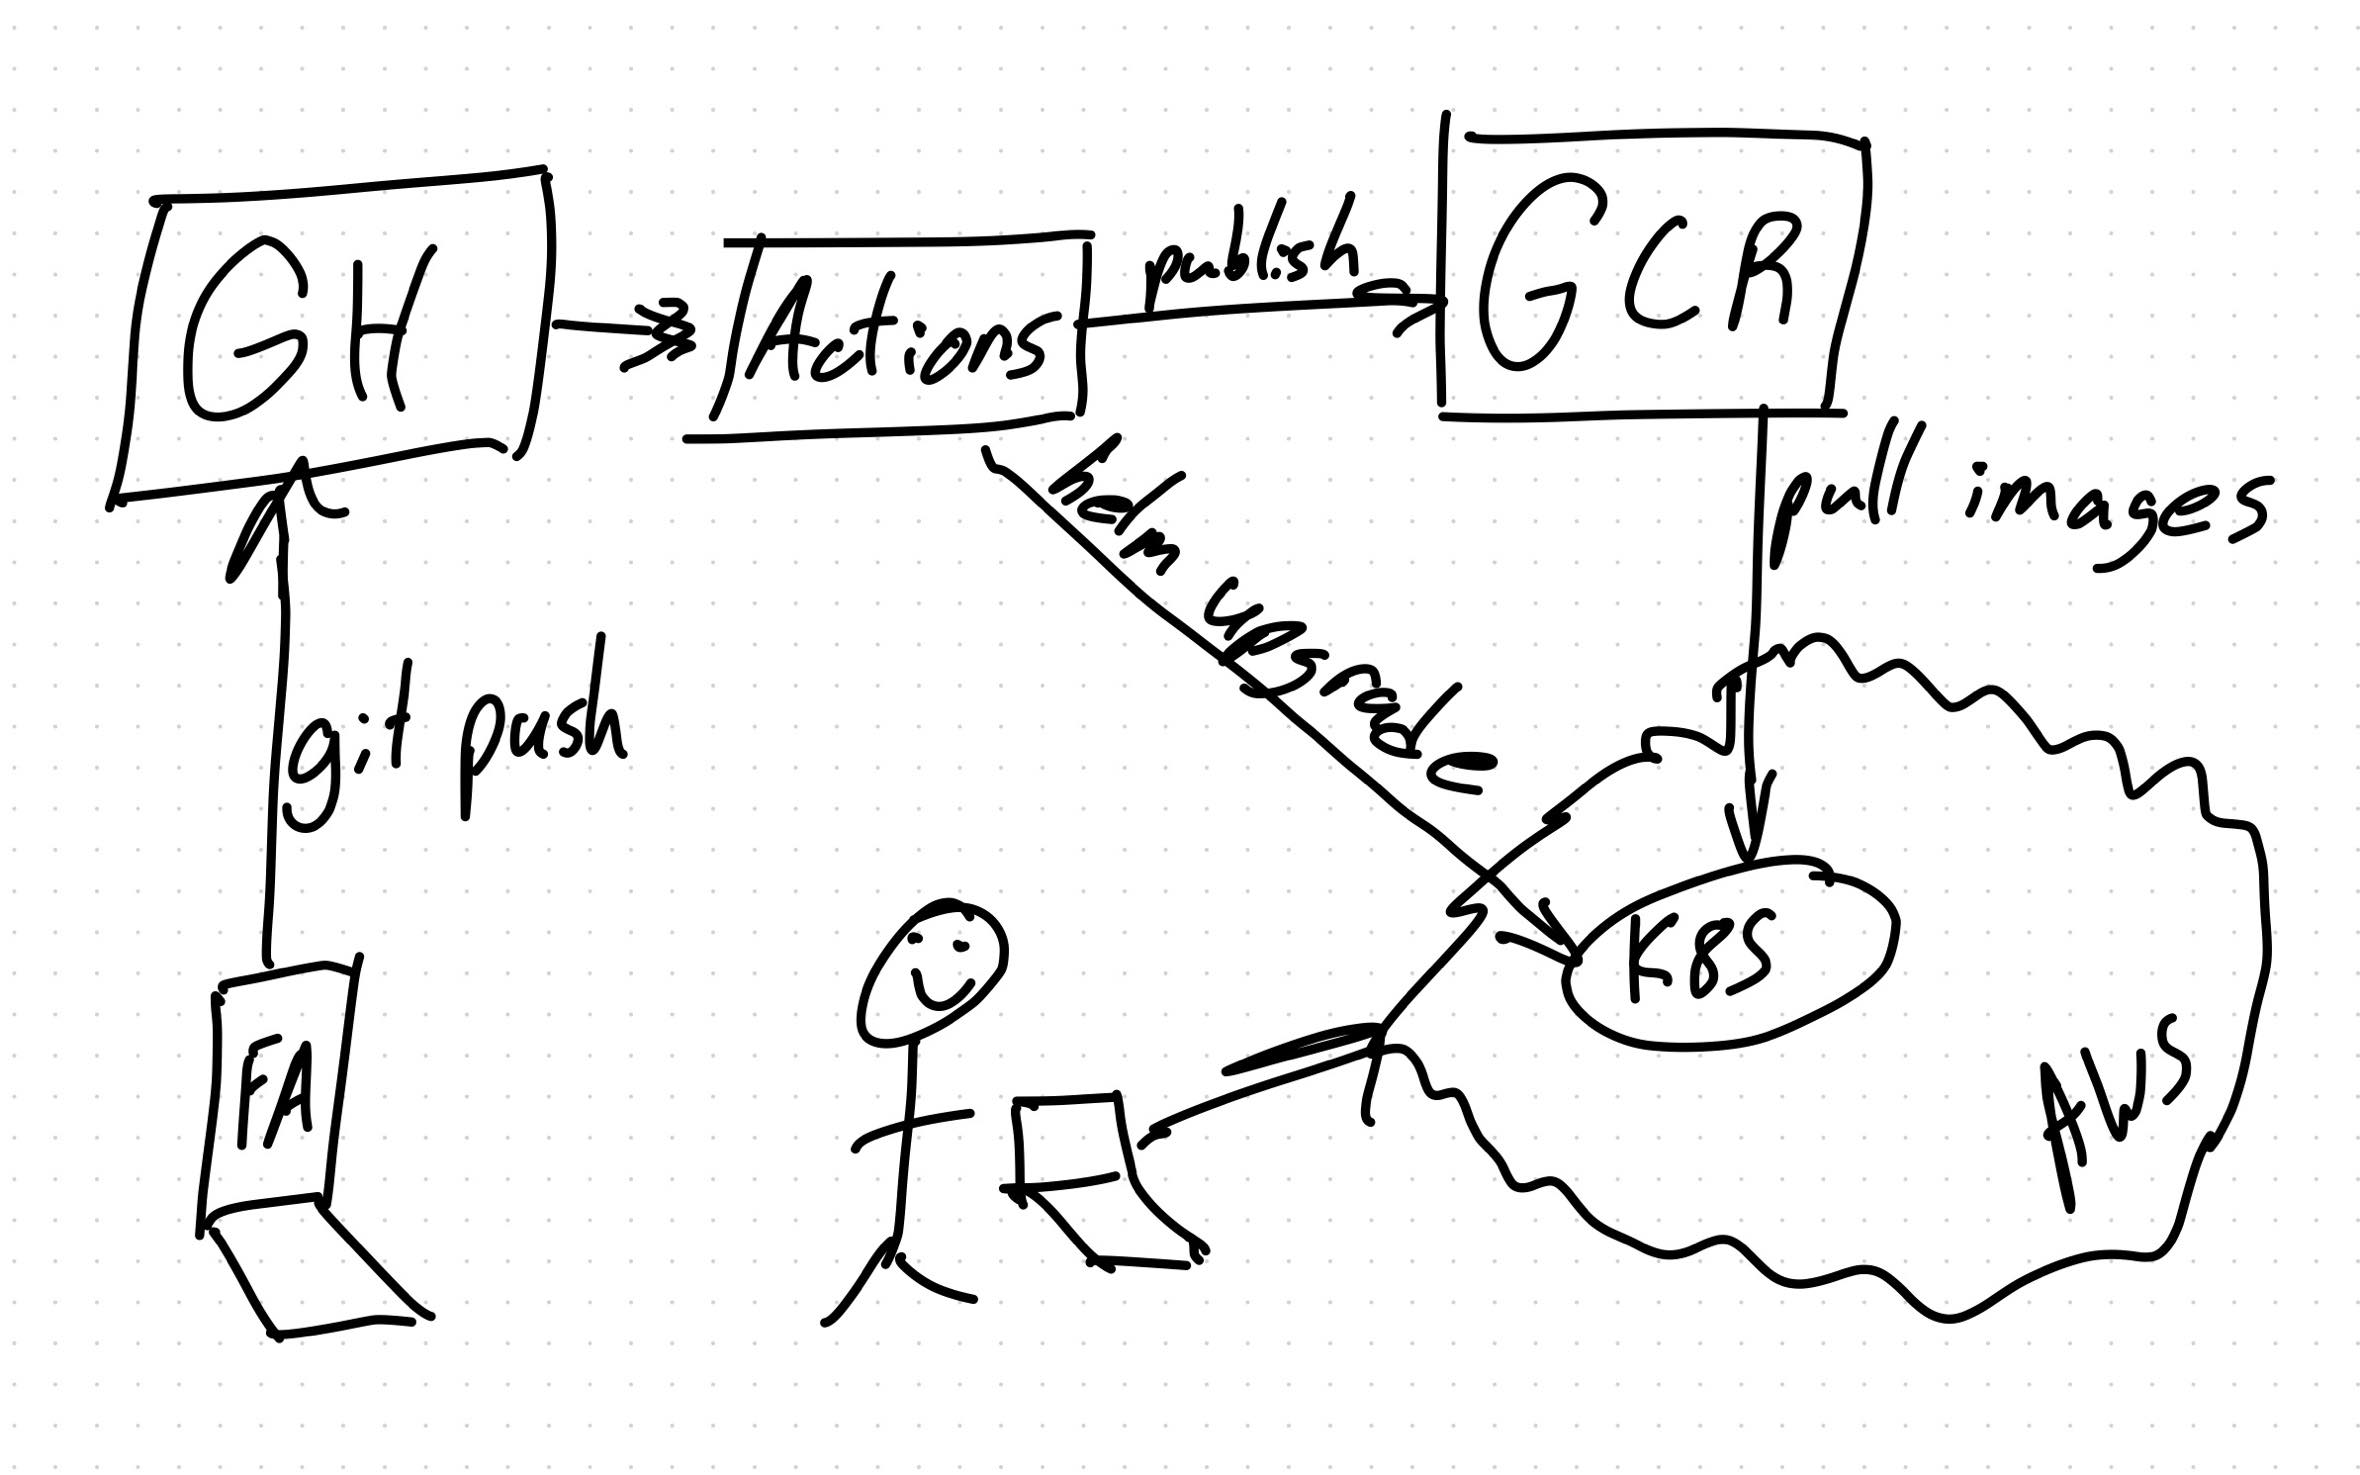 GH
Actions
publish
GCR
helm upgrade
pull images
git push
K8S
FA
AWS